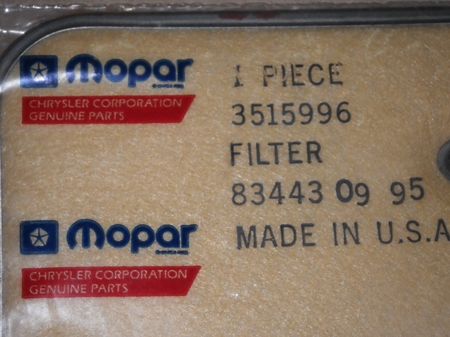 Mopar
CHRYSLER CORPORATION
GENUINE PARTS
1 PIECE
3515996
FILTER
83443 09 95
MADE IN U.S.A
Mopar
CHRYSLER CORPORATION
GENUINE PARTS